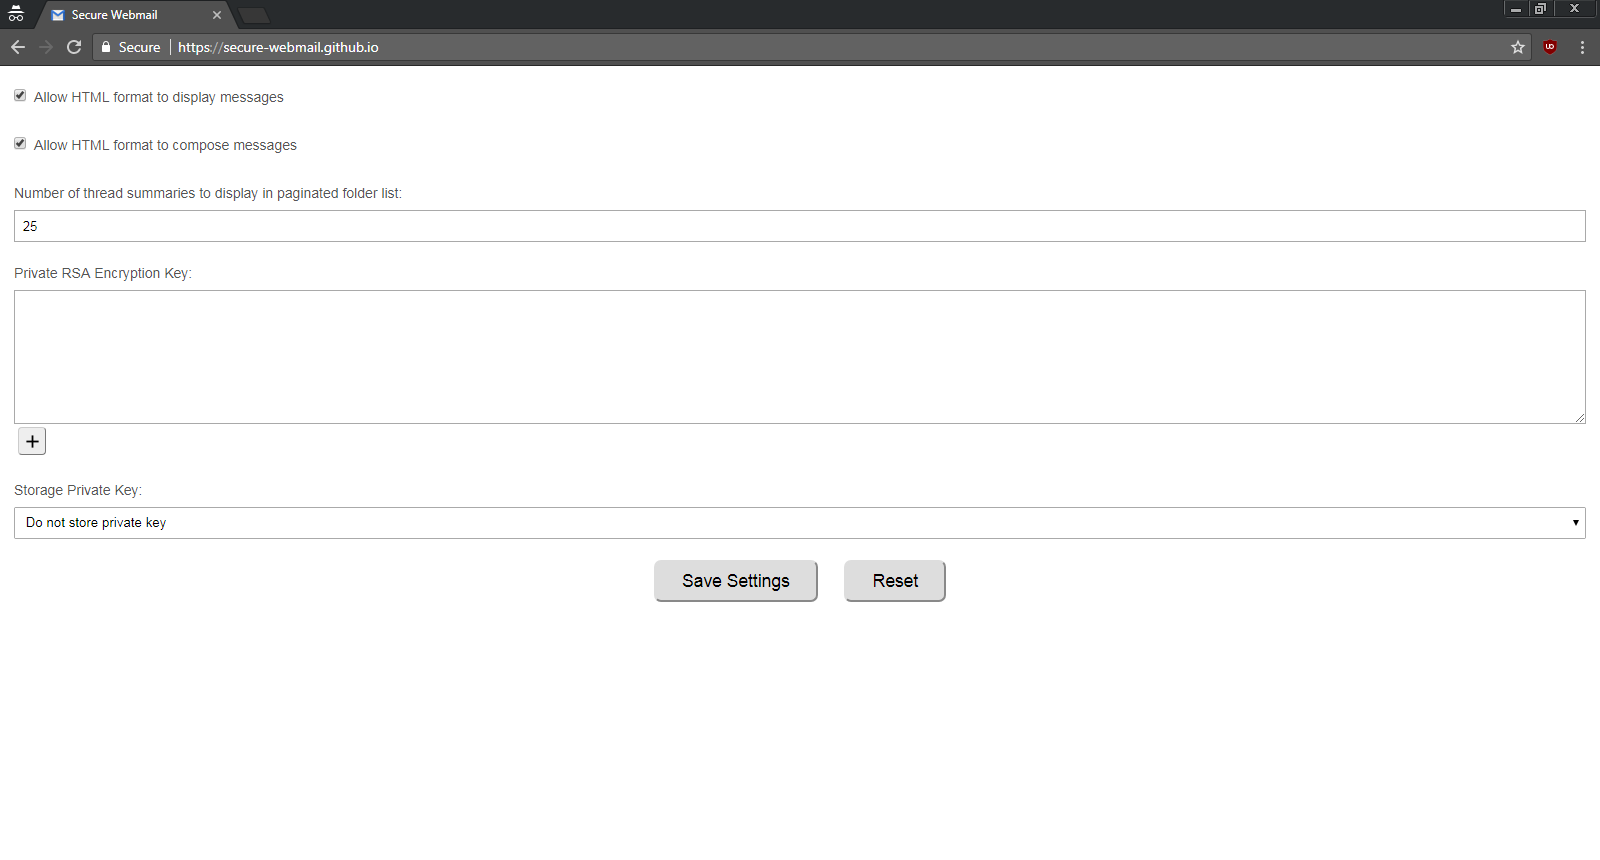 Secure Webmail
Secure https://secure-webmail.github.io
Allow HTML format to display messages
Allow HTML format to compose messages
Number of thread summaries to display in paginated folder list:
25
Private RSA Encryption Key:
+
Storage Private Key:
Do not store private key
Save Settings Reset